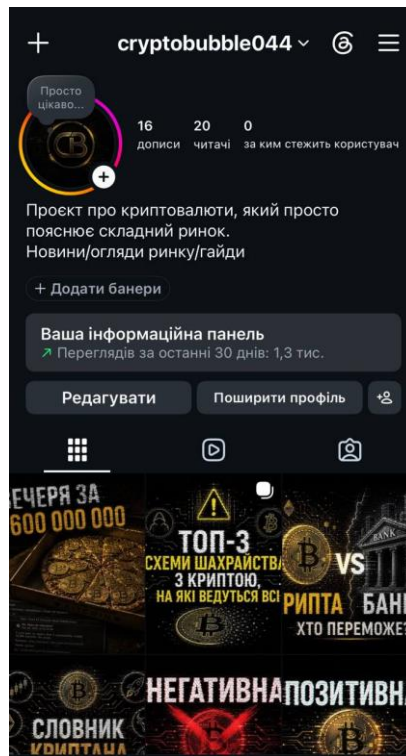 cryptobubble044
Просто
цікаво...
16
20
0
дописи
читачі
за ким стежить користувач
Проєкт про криптовалюти, який просто
пояснює складний ринок.
Новини/огляди ринку/гайди
+ Додати банери
Ваша інформаційна панель
Переглядів за останні 30 днів: 1,3 тис.
Редагувати
Поширити профіль
ЕЧЕРЯ ЗА
600 000 000
ТОП-3
СХЕМИ ШАХРАЙСТВА
З КРИПТОЮ,
НА ЯКІ ВЕДУТЬСЯ ВСІ
BANK
VS
РИПТА
БАН
ХТО ПЕРЕМОЖЕ?
СЛОВНИК
КРИПТАНА
НЕГАТИВНА
ПОЗИТИВН